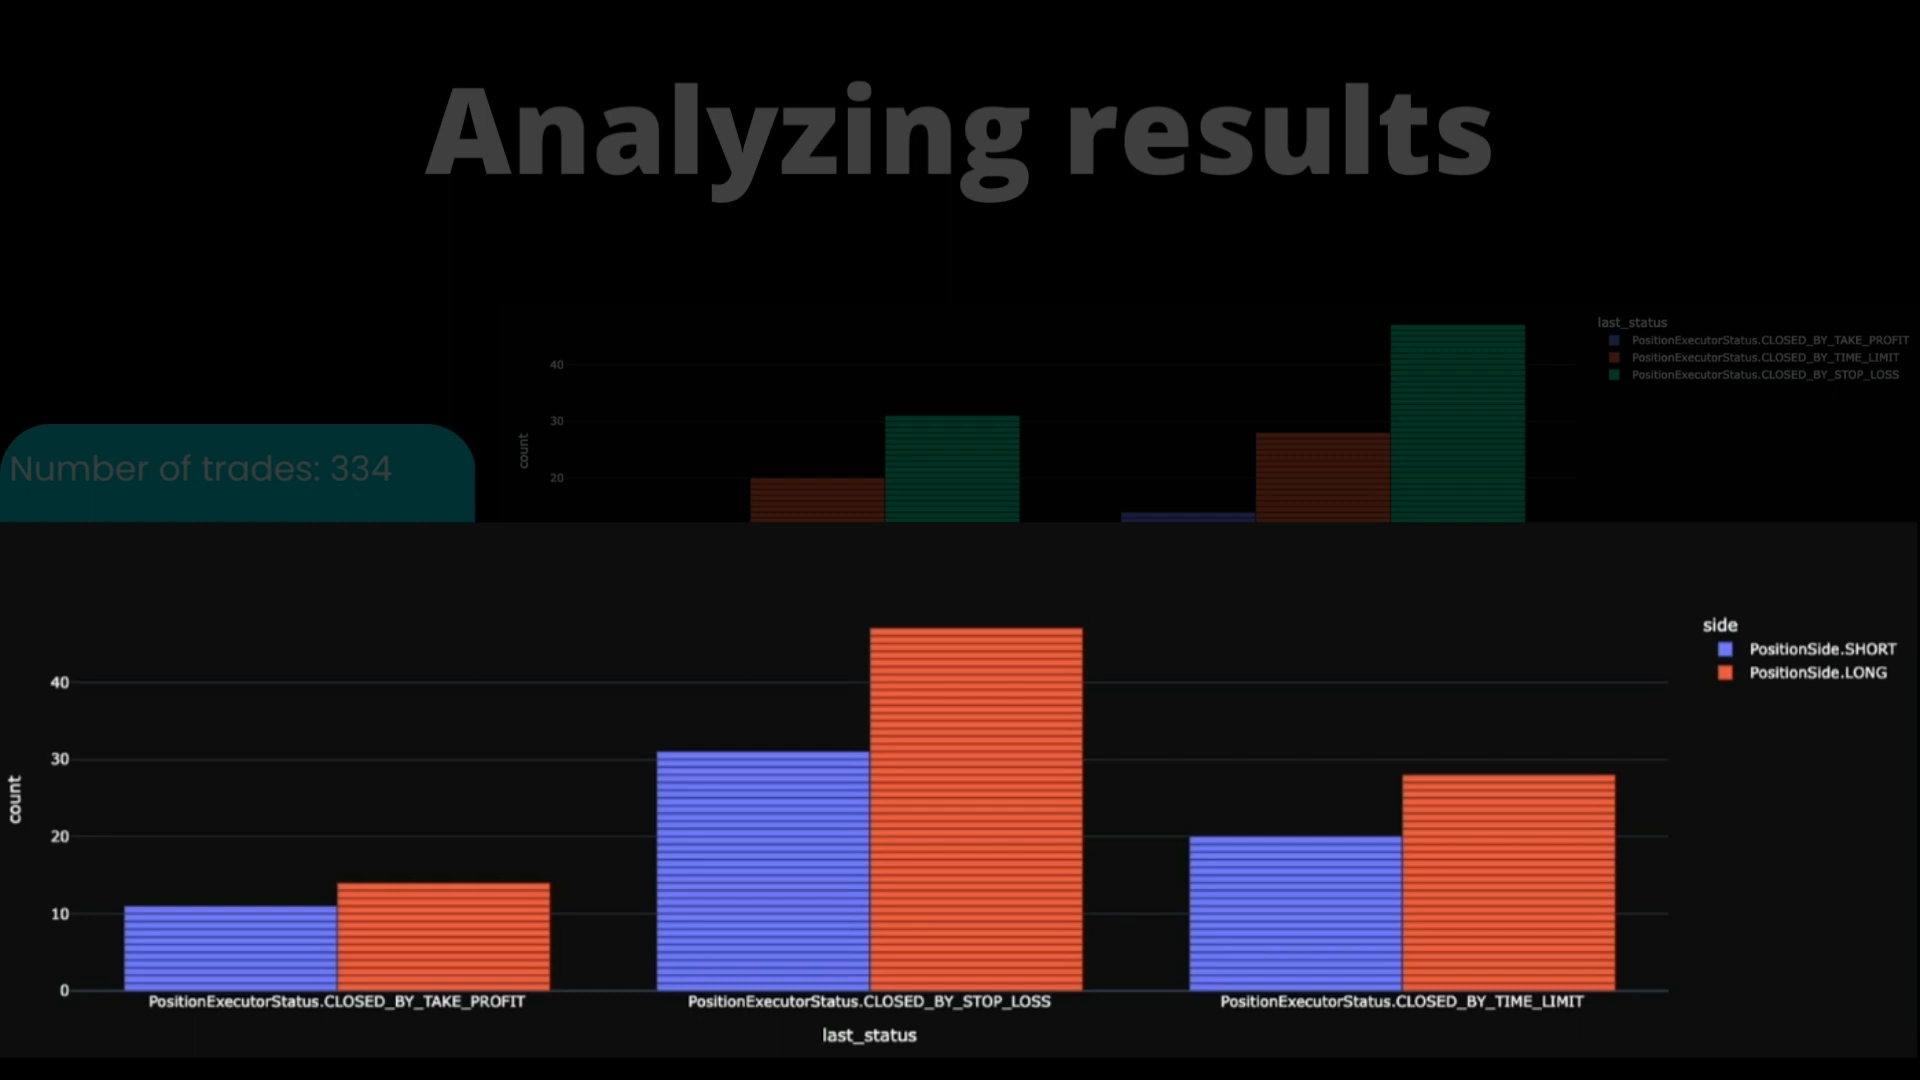 Analyzing results
last_status
PositionExecutorStatus.CLOSED_BY_TAKE_PROFIT
PositionExecutorStatus.CLOSED_BY_TIME_LIMIT
PositionExecutorStatus.CLOSED_BY_STOP_LOSS
40
30
20
count
Number of trades: 334
side
PositionSide.SHORT
PositionSide.LONG
40
30
20
10
0
count
PositionExecutorStatus.CLOSED_BY_TAKE_PROFIT
PositionExecutorStatus.CLOSED_BY_STOP_LOSS
PositionExecutorStatus.CLOSED_BY_TIME_LIMIT
last_status